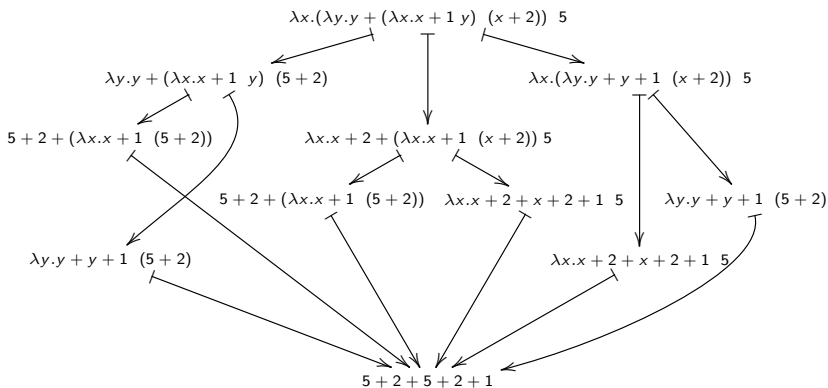 λx.(λy.y + (λx.x + 1 y) (x + 2)) 5
λy.y + (λx.x + 1 y) (5 + 2)
λx.(λy.y + y + 1 (x + 2)) 5
5 + 2 + (λx.x + 1 (5 + 2))
λx.x + 2 + (λx.x + 1 (x + 2)) 5
5 + 2 + (λx.x + 1 (5 + 2))
λx.x + 2 + x + 2 + 1 5
λy.y + y + 1 (5 + 2)
λy.y + y + 1 (5 + 2)
λx.x + 2 + x + 2 + 1 5
5 + 2 + 5 + 2 + 1